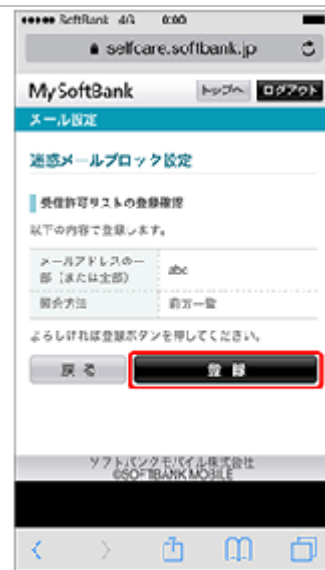 SoftBank 4G 0:00
selfcare.softbank.jp
My SoftBank トップへ ログアウト
メール設定
迷惑メールブロック設定
受信許可リストの登録確認
以下の内容で登録します。
メールアドレスの一
部（または全部） abc
照合方法 前方一致
よろしければ登録ボタンを押してください。
戻る 登録
ソフトバンクモバイル株式会社
©SOFTBANK MOBILE